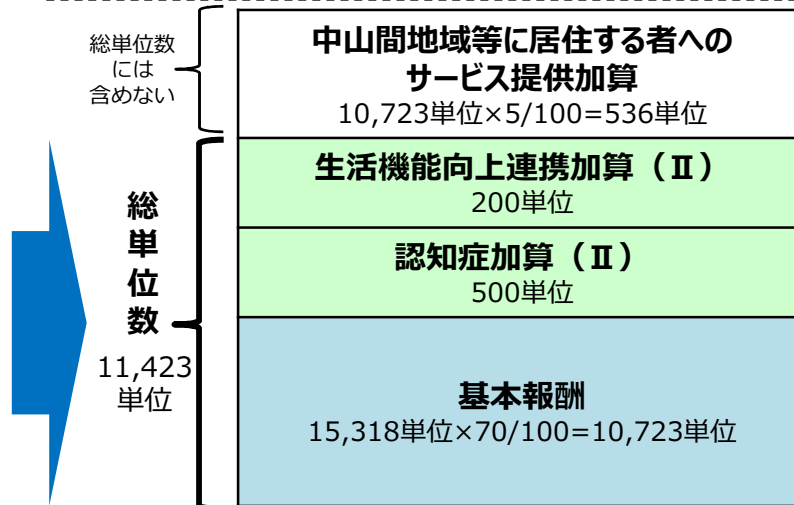 総単位数
には
含めない
中山間地域等に居住する者への
サービス提供加算
10,723単位×5/100=536単位
総
単
位
数
11,423
単位
生活機能向上連携加算（Ⅱ）
200単位
認知症加算（Ⅱ）
500単位
基本報酬
15,318単位×70/100=10,723単位